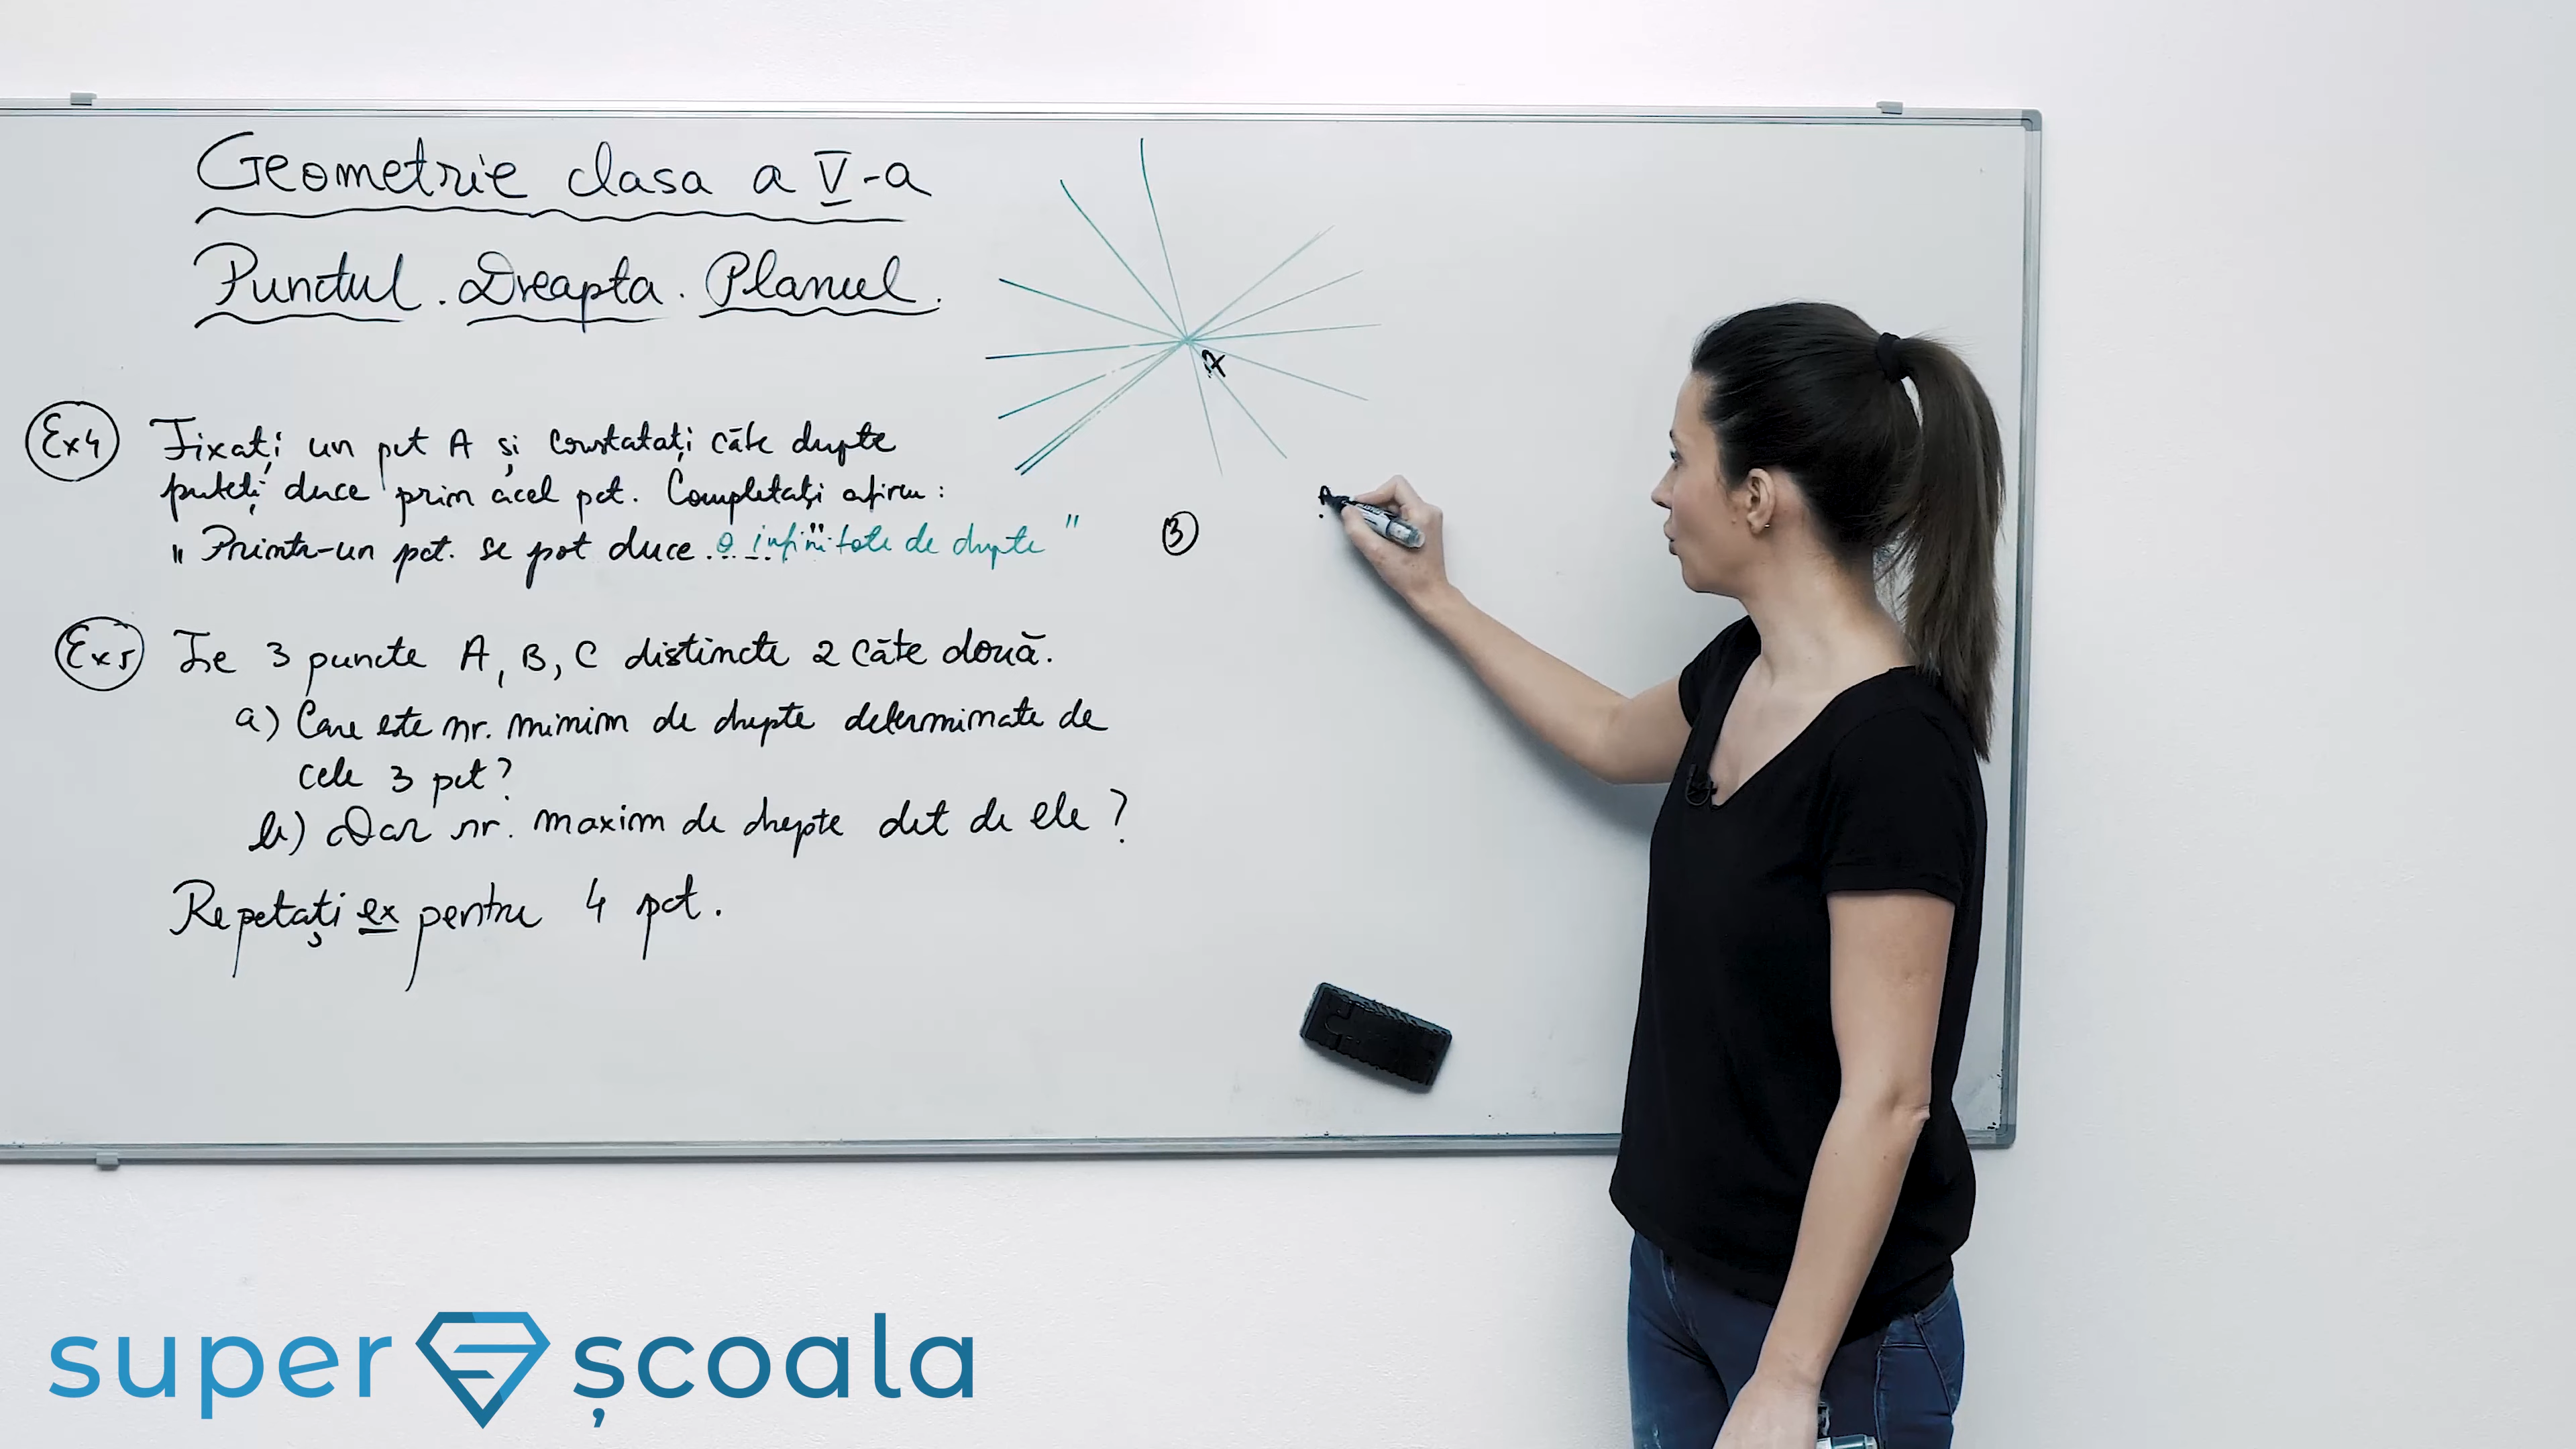 Geometrie clasa a V-a
Punctul. Dreapta. Planul.
Ex4 Fixați un pct A și constatați câte drepte
puteți duce prin acel pct. Completați afirm:
"Printr-un pct. se pot duce o infinitate de drepte"
Ex5 Fie 3 puncte A, B, C distincte 2 câte două.
a) Care este nr. minim de drepte determinate de
cele 3 pct?
b) Dar nr. maxim de drepte det de ele?
Repetați ex pentru 4 pct.
A
3
A
super școala